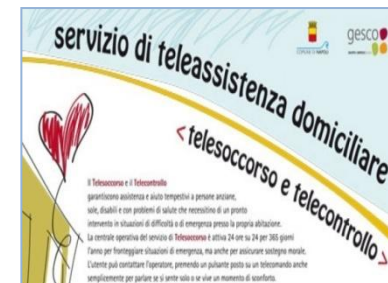 servizio di teleassistenza domiciliare
COMUNE DI NAPOLI
gesco
< telesoccorso e telecontrollo >
Il Telesoccorso e il Telecontrollo
garantiscono assistenza e aiuto tempestivi a persone anziane,
sole, disabili e con problemi di salute che necessitino di un pronto
intervento in situazioni di difficoltà o di emergenza presso la propria abitazione.
La centrale operativa del servizio di Telesoccorso è attiva 24 ore su 24 per 365 giorni
l'anno per fronteggiare situazioni di emergenza, ma anche per assicurare sostegno morale.
L'utente può contattare l'operatore, premendo un pulsante posto su un telecomando anche
semplicemente per parlare se si sente solo o se vive un momento di sconforto.